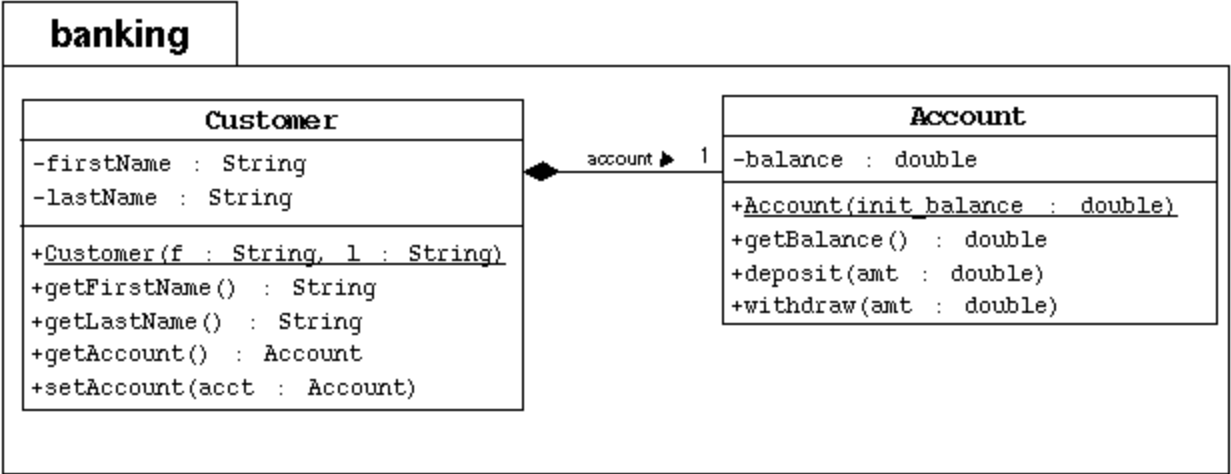 banking
Customer
-firstName : String
-lastName : String
+Customer(f : String, l : String)
+getFirstName() : String
+getLastName() : String
+getAccount() : Account
+setAccount(acct : Account)
account
1
Account
-balance : double
+Account(init_balance : double)
+getBalance() : double
+deposit(amt : double)
+withdraw(amt : double)